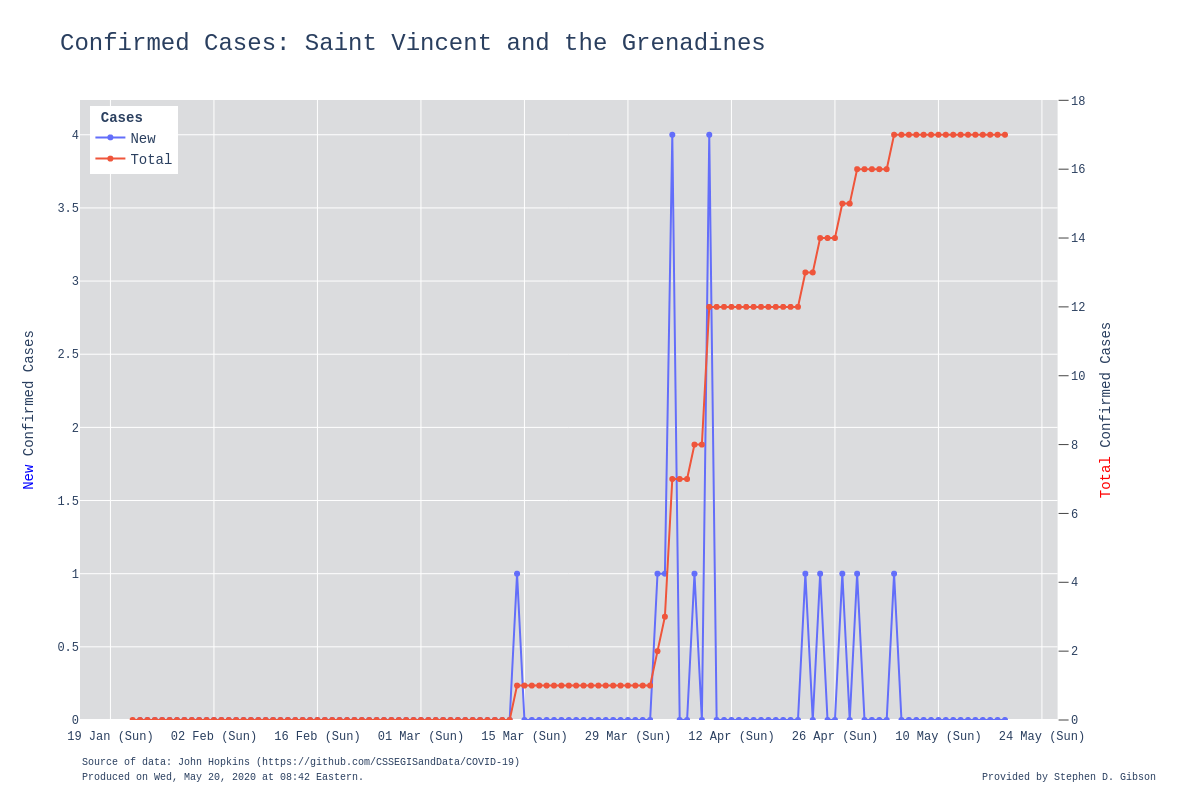 Confirmed Cases: Saint Vincent and the Grenadines
Cases
New
Total
4
3.5
3
2.5
2
1.5
1
0.5
0
New Confirmed Cases
18
16
14
12
10
8
6
4
2
0
Total Confirmed Cases
19 Jan (Sun) 02 Feb (Sun) 16 Feb (Sun) 01 Mar (Sun) 15 Mar (Sun) 29 Mar (Sun) 12 Apr (Sun) 26 Apr (Sun) 10 May (Sun) 24 May (Sun)
Source of data: John Hopkins (https://github.com/CSSEGISandData/COVID-19)
Produced on Wed, May 20, 2020 at 08:42 Eastern.
Provided by Stephen D. Gibson